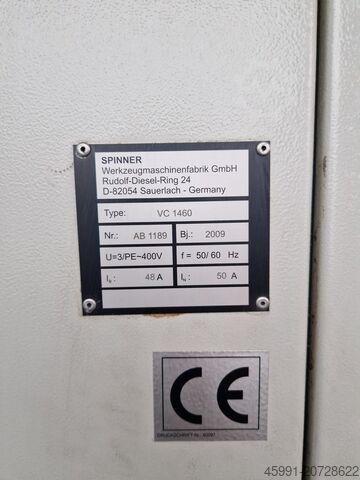 SPINNER
Werkzeugmaschinenfabrik GmbH
Rudolf-Diesel-Ring 24
D-82054 Sauerlach - Germany
Type: VC 1460
Nr.: AB 1189 Bj.: 2009
U=3/PE~400V f = 50/ 60 Hz
48 A 50 A
CE
45991-20728622